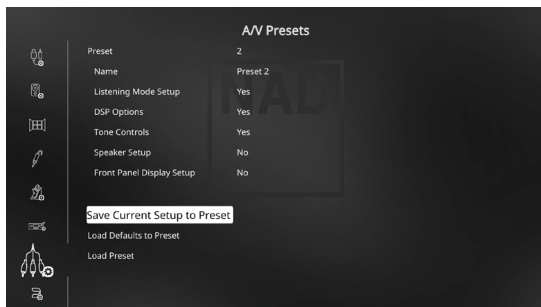 A/V Presets
Preset 2
Name Preset 2
Listening Mode Setup Yes
DSP Options Yes
Tone Controls Yes
Speaker Setup No
Front Panel Display Setup No
Save Current Setup to Preset
Load Defaults to Preset
Load Preset
NAD